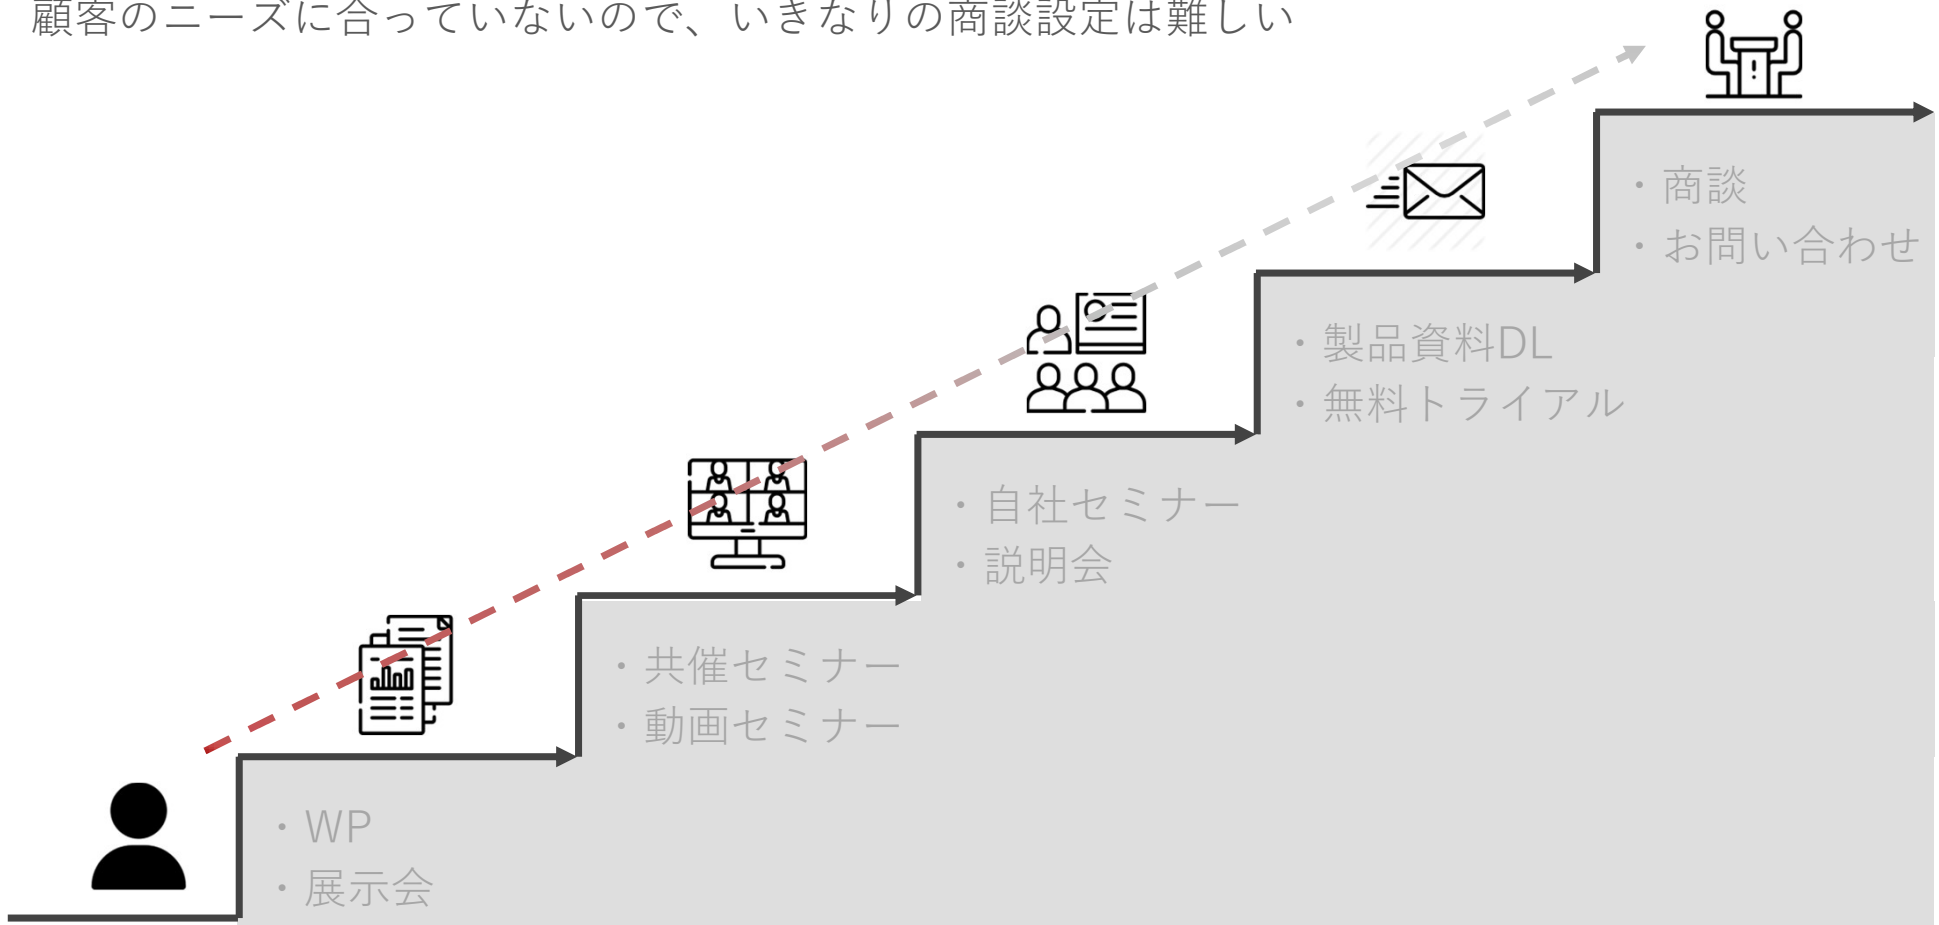 顧客のニーズに合っていないので、いきなりの商談設定は難しい
・商談
・お問い合わせ
・製品資料DL
・無料トライアル
・自社セミナー
・説明会
・共催セミナー
・動画セミナー
・WP
・展示会